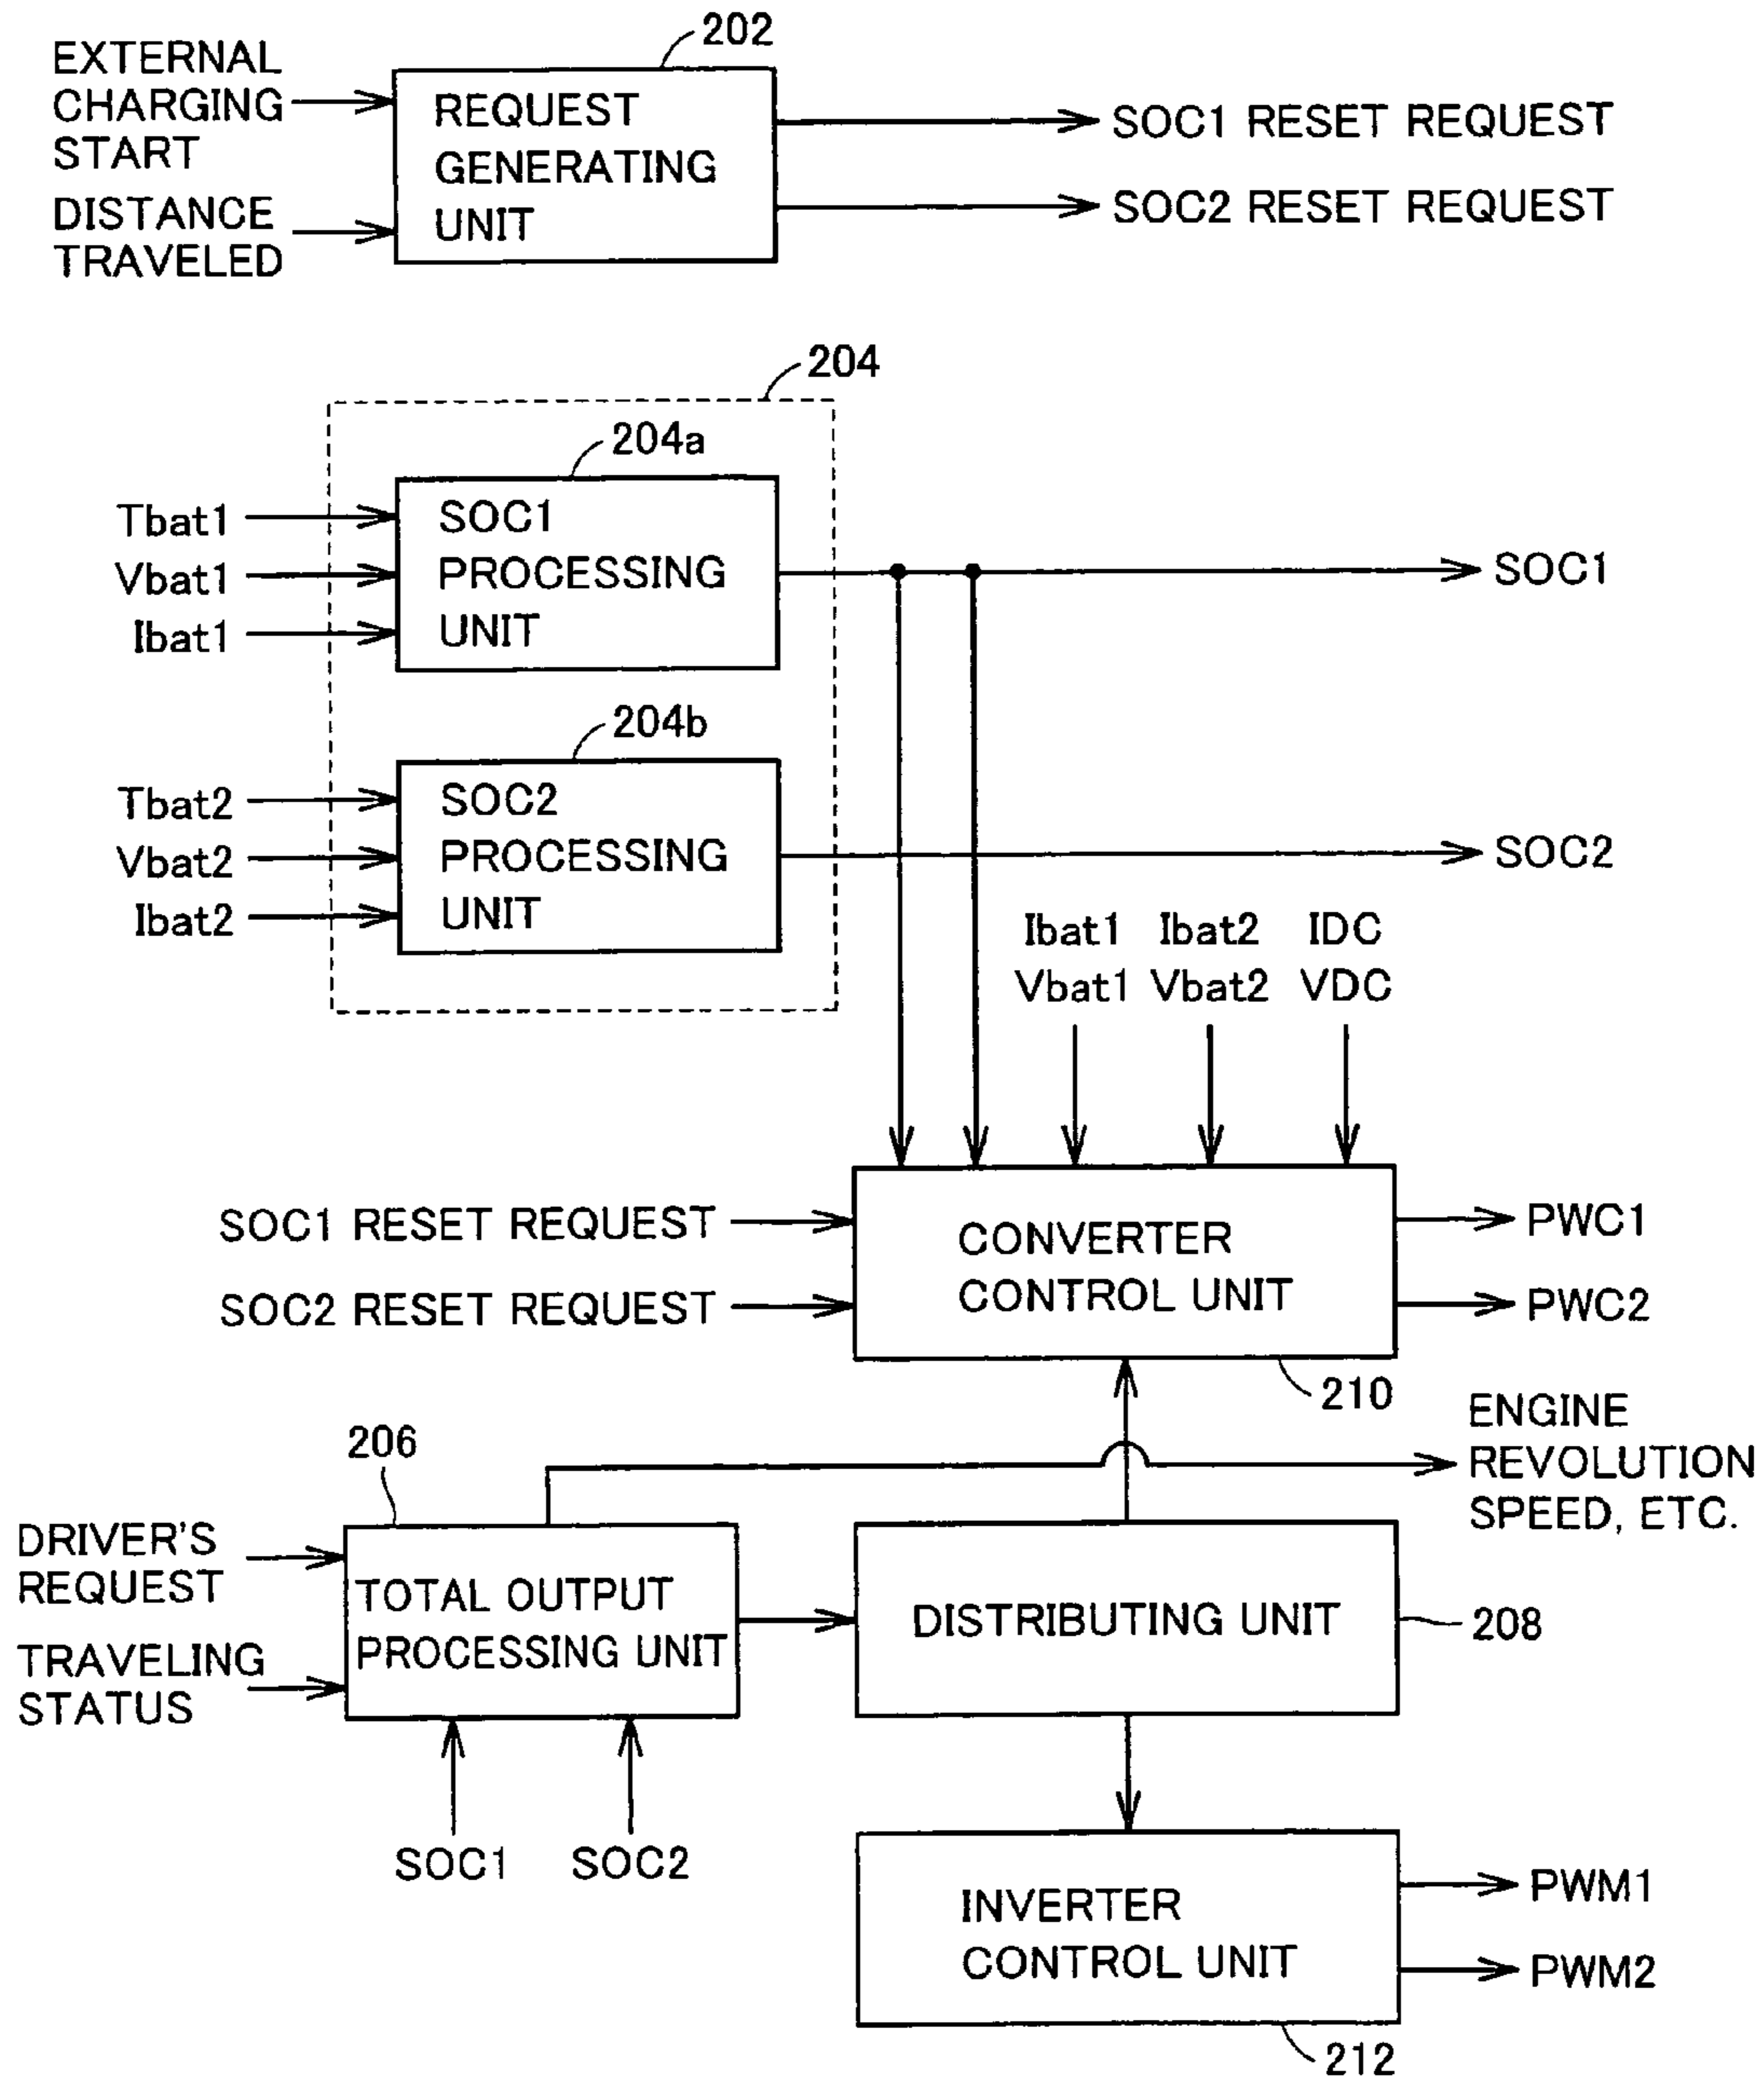 202
EXTERNAL
CHARGING
START
DISTANCE
TRAVELED
REQUEST
GENERATING
UNIT
SOC1 RESET REQUEST
SOC2 RESET REQUEST
204
204a
Tbat1
Vbat1
Ibat1
SOC1
PROCESSING
UNIT
SOC1
204b
Tbat2
Vbat2
Ibat2
SOC2
PROCESSING
UNIT
SOC2
Ibat1 Ibat2 IDC
Vbat1 Vbat2 VDC
SOC1 RESET REQUEST
SOC2 RESET REQUEST
CONVERTER
CONTROL UNIT
PWC1
PWC2
210
ENGINE
REVOLUTION
SPEED, ETC.
206
DRIVER'S
REQUEST
TRAVELING
STATUS
TOTAL OUTPUT
PROCESSING UNIT
DISTRIBUTING UNIT
208
SOC1 SOC2
INVERTER
CONTROL UNIT
PWM1
PWM2
212